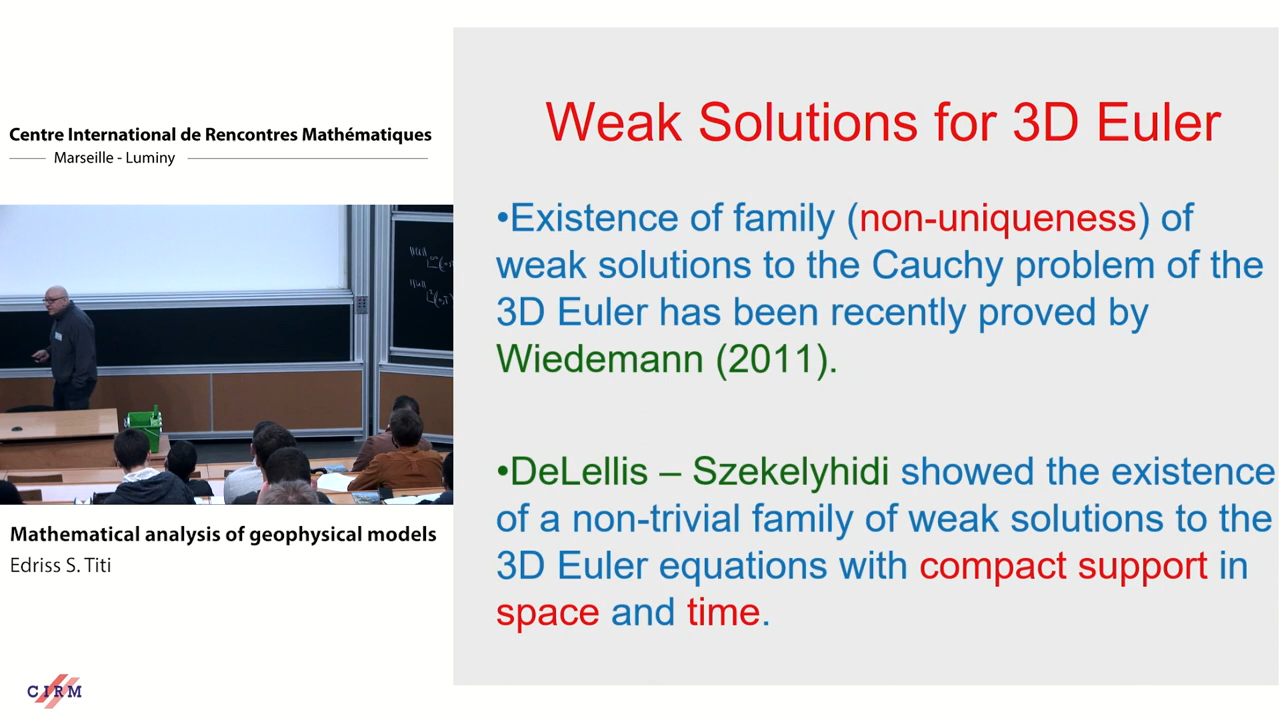 Centre International de Rencontres Mathématiques
Marseille - Luminy
Mathematical analysis of geophysical models
Edriss S. Titi
CIRM
Weak Solutions for 3D Euler
•Existence of family (non-uniqueness) of
weak solutions to the Cauchy problem of the
3D Euler has been recently proved by
Wiedemann (2011).
•DeLellis – Szekelyhidi showed the existence
of a non-trivial family of weak solutions to the
3D Euler equations with compact support in
space and time.